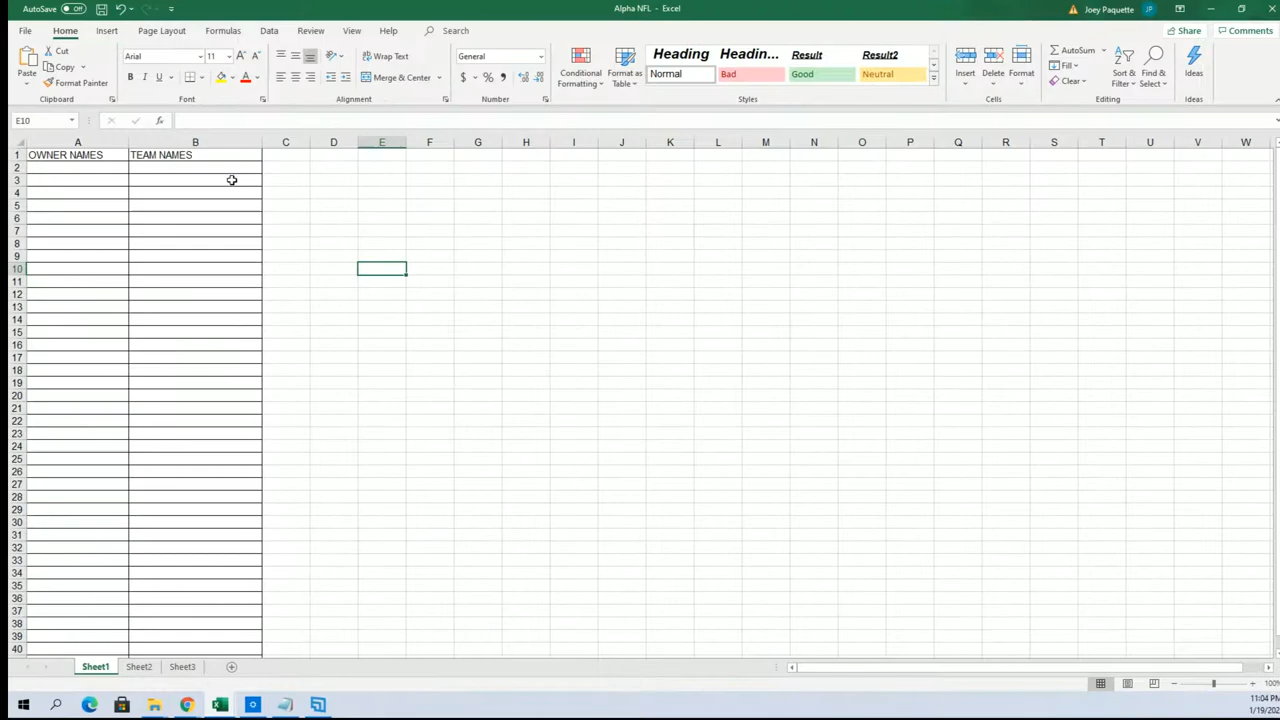 AutoSave Off Alpha NFL - Excel Joey Paquette JP
File Home Insert Page Layout Formulas Data Review View Help Search Share Comments
Paste Cut Copy Format Painter Clipboard
Arial 11 A A B I U A Font
Wrap Text Merge & Center Alignment
General $ % , Number
Conditional Formatting Format as Table
Heading Headin... Result Result2
Normal Bad Good Neutral
Styles
Insert Delete Format Cells
AutoSum Fill Clear Sort & Filter Find & Select Editing
Ideas Ideas
E10 fx
A B C D E F G H I J K L M N O P Q R S T U V W
1 OWNER NAMES TEAM NAMES
2
3
4
5
6
7
8
9
10
11
12
13
14
15
16
17
18
19
20
21
22
23
24
25
26
27
28
29
30
31
32
33
34
35
36
37
38
39
40
Sheet1 Sheet2 Sheet3
100%
11:04 PM
1/19/202